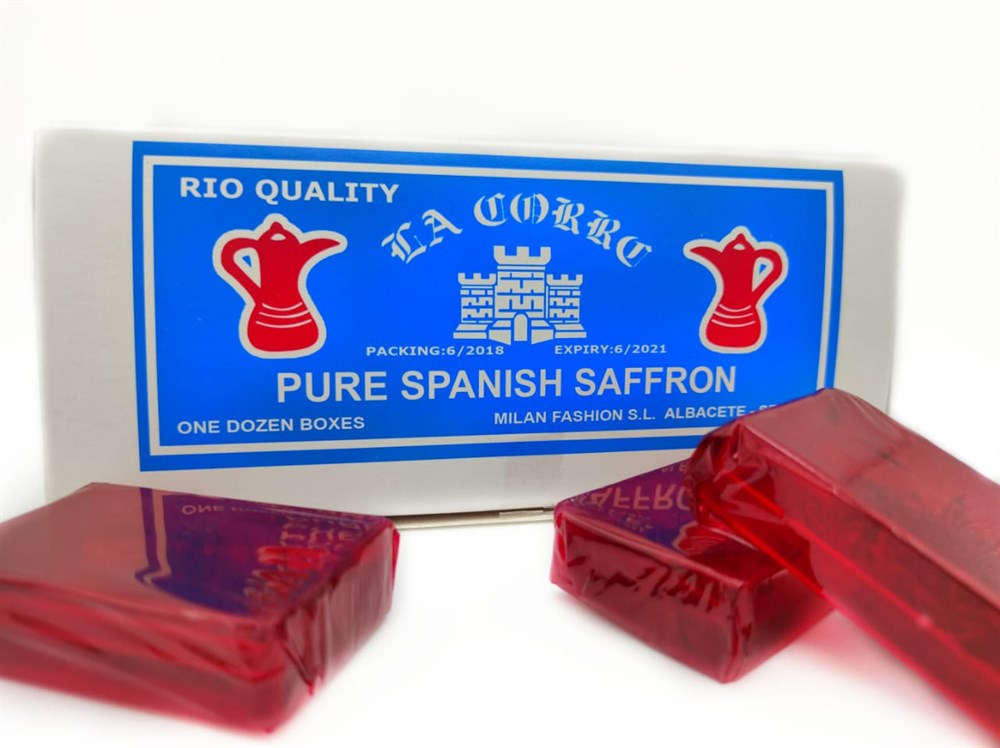 RIO QUALITY
LA CORRC
PACKING:6/2018 EXPIRY:6/2021
PURE SPANISH SAFFRON
ONE DOZEN BOXES
MILAN FASHION S.L. ALBACETE -